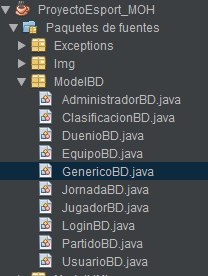 ProyectoEsport_MOH
Paquetes de fuentes
Exceptions
Img
ModelBD
AdministradorBD.java
ClasificacionBD.java
DuenioBD.java
EquipoBD.java
GenericoBD.java
JornadaBD.java
JugadorBD.java
LoginBD.java
PartidoBD.java
UsuarioBD.java